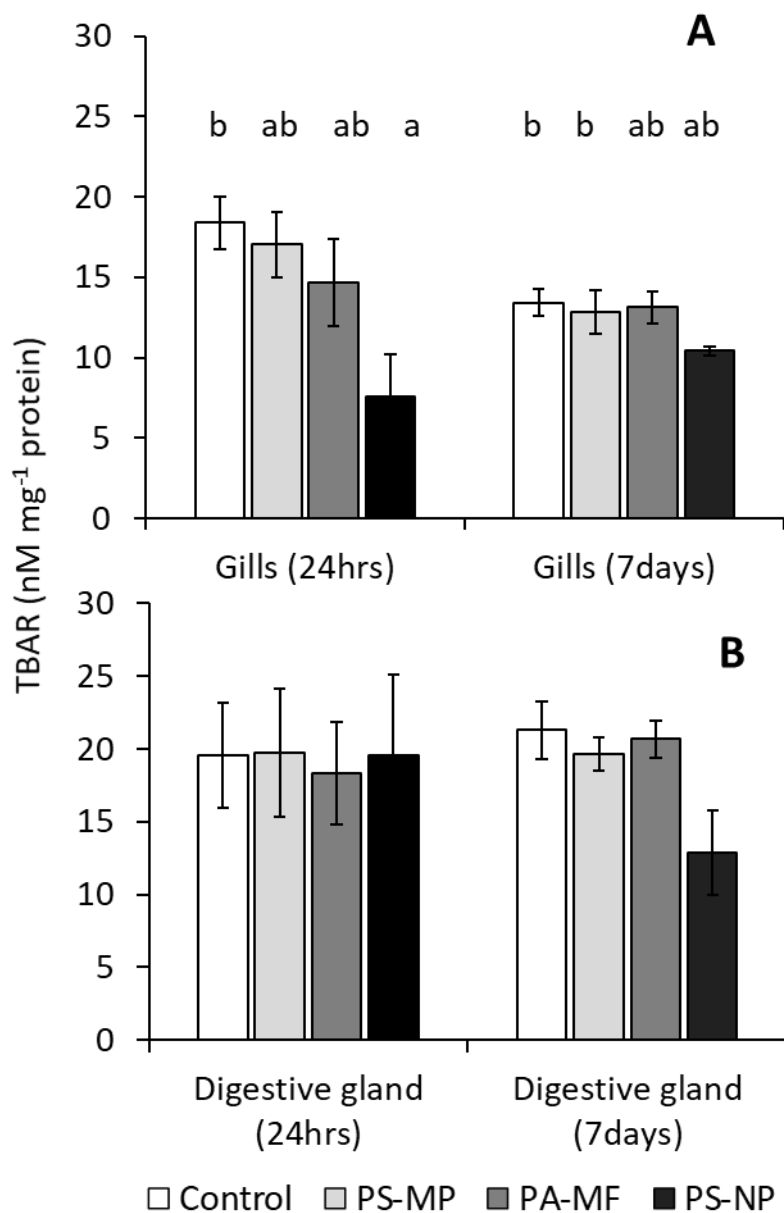 A
30
25
20
15
10
5
0
b ab ab a b b ab ab
Gills (24hrs) Gills (7days)
TBAR (nM mg⁻¹ protein)
B
30
25
20
15
10
5
0
Digestive gland (24hrs)
Digestive gland (7days)
Control PS-MP PA-MF PS-NP